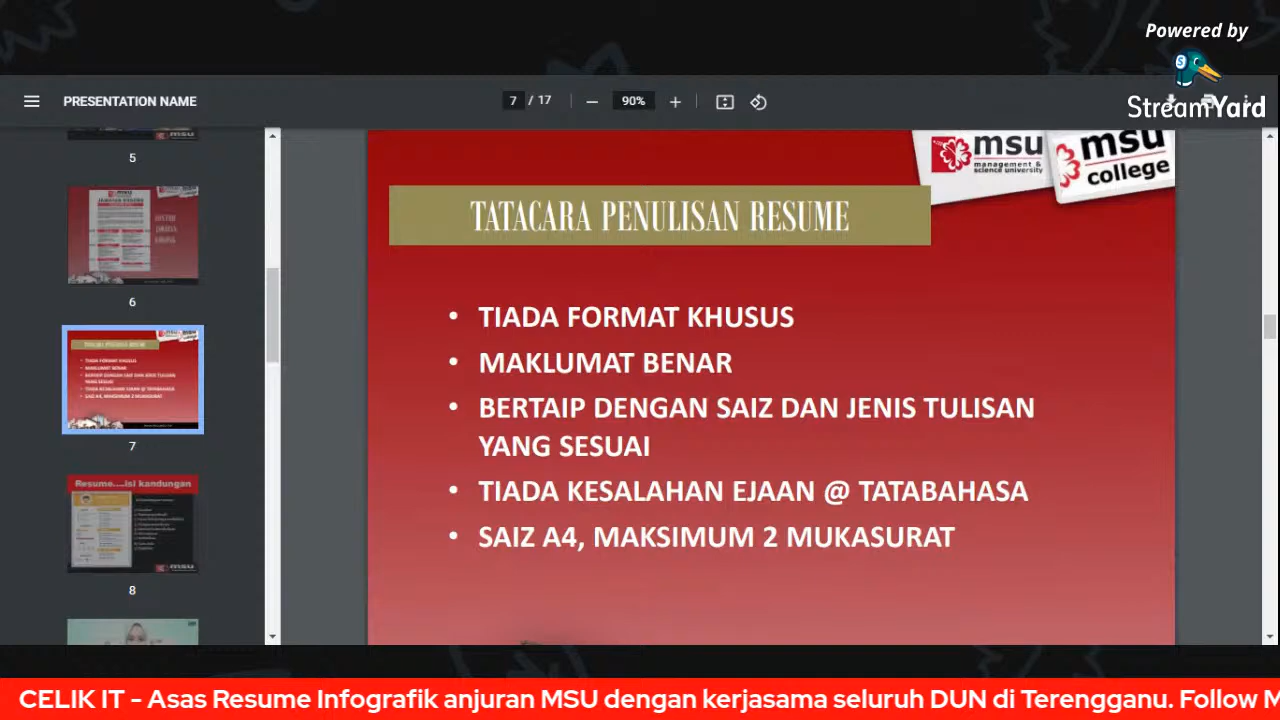 Powered by
StreamYard
PRESENTATION NAME
7 / 17
90%
5
6
7
Resume....isi kandungan
8
msu
management &
science university
msu
college
TATACARA PENULISAN RESUME
• TIADA FORMAT KHUSUS
• MAKLUMAT BENAR
• BERTAIP DENGAN SAIZ DAN JENIS TULISAN
YANG SESUAI
• TIADA KESALAHAN EJAAN @ TATABAHASA
• SAIZ A4, MAKSIMUM 2 MUKASURAT
CELIK IT - Asas Resume Infografik anjuran MSU dengan kerjasama seluruh DUN di Terengganu. Follow M